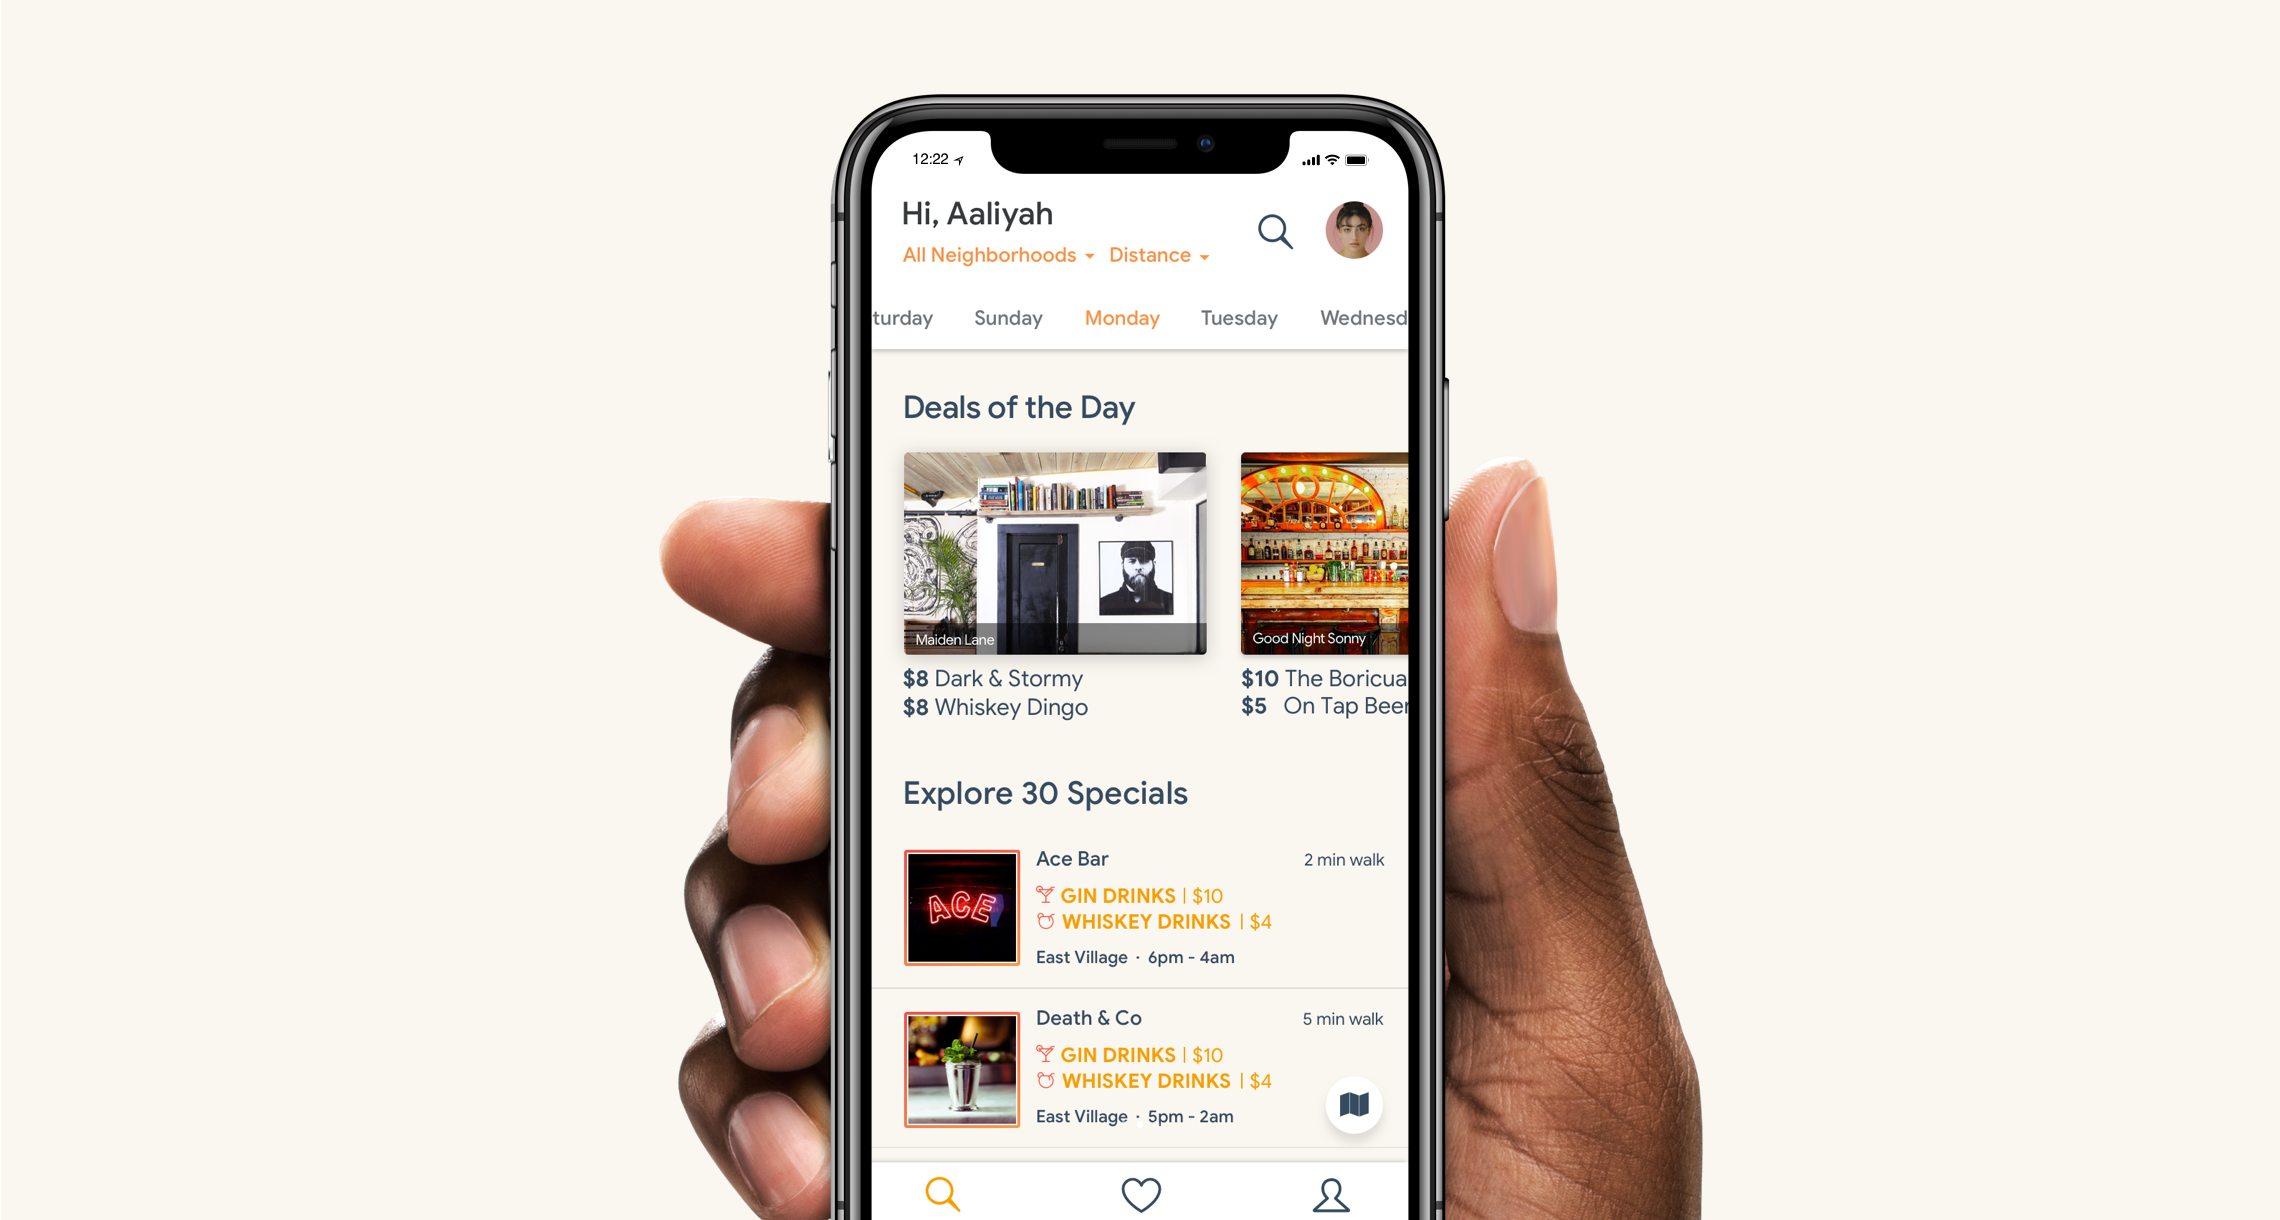 12:22
Hi, Aaliyah
All Neighborhoods Distance
turday Sunday Monday Tuesday Wednesd
Deals of the Day
Maiden Lane
$8 Dark & Stormy
$8 Whiskey Dingo
Good Night Sonny
$10 The Boricua
$5 On Tap Beer
Explore 30 Specials
ACE
Ace Bar
2 min walk
GIN DRINKS | $10
WHISKEY DRINKS | $4
East Village · 6pm - 4am
Death & Co
5 min walk
GIN DRINKS | $10
WHISKEY DRINKS | $4
East Village · 5pm - 2am